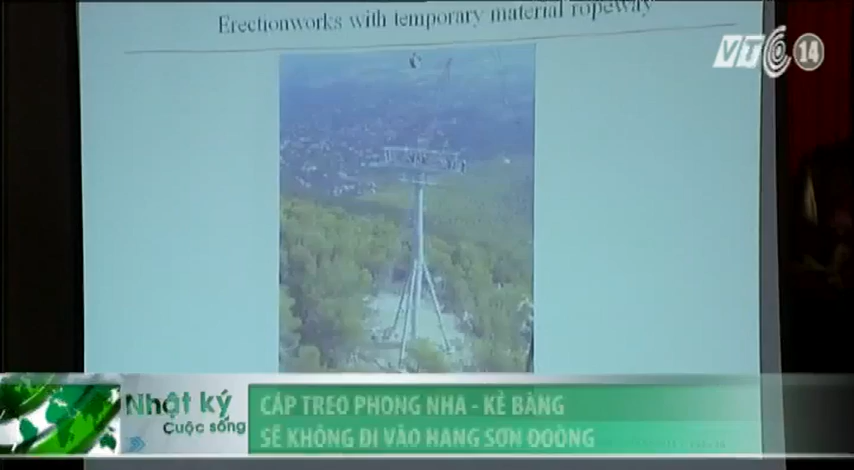 Erectionworks with temporary material ropeway
VTC 14
Nhật ký
Cuộc sống
CÁP TREO PHONG NHA - KẺ BÀNG
SẼ KHÔNG ĐI VÀO HANG SƠN ĐOÒNG